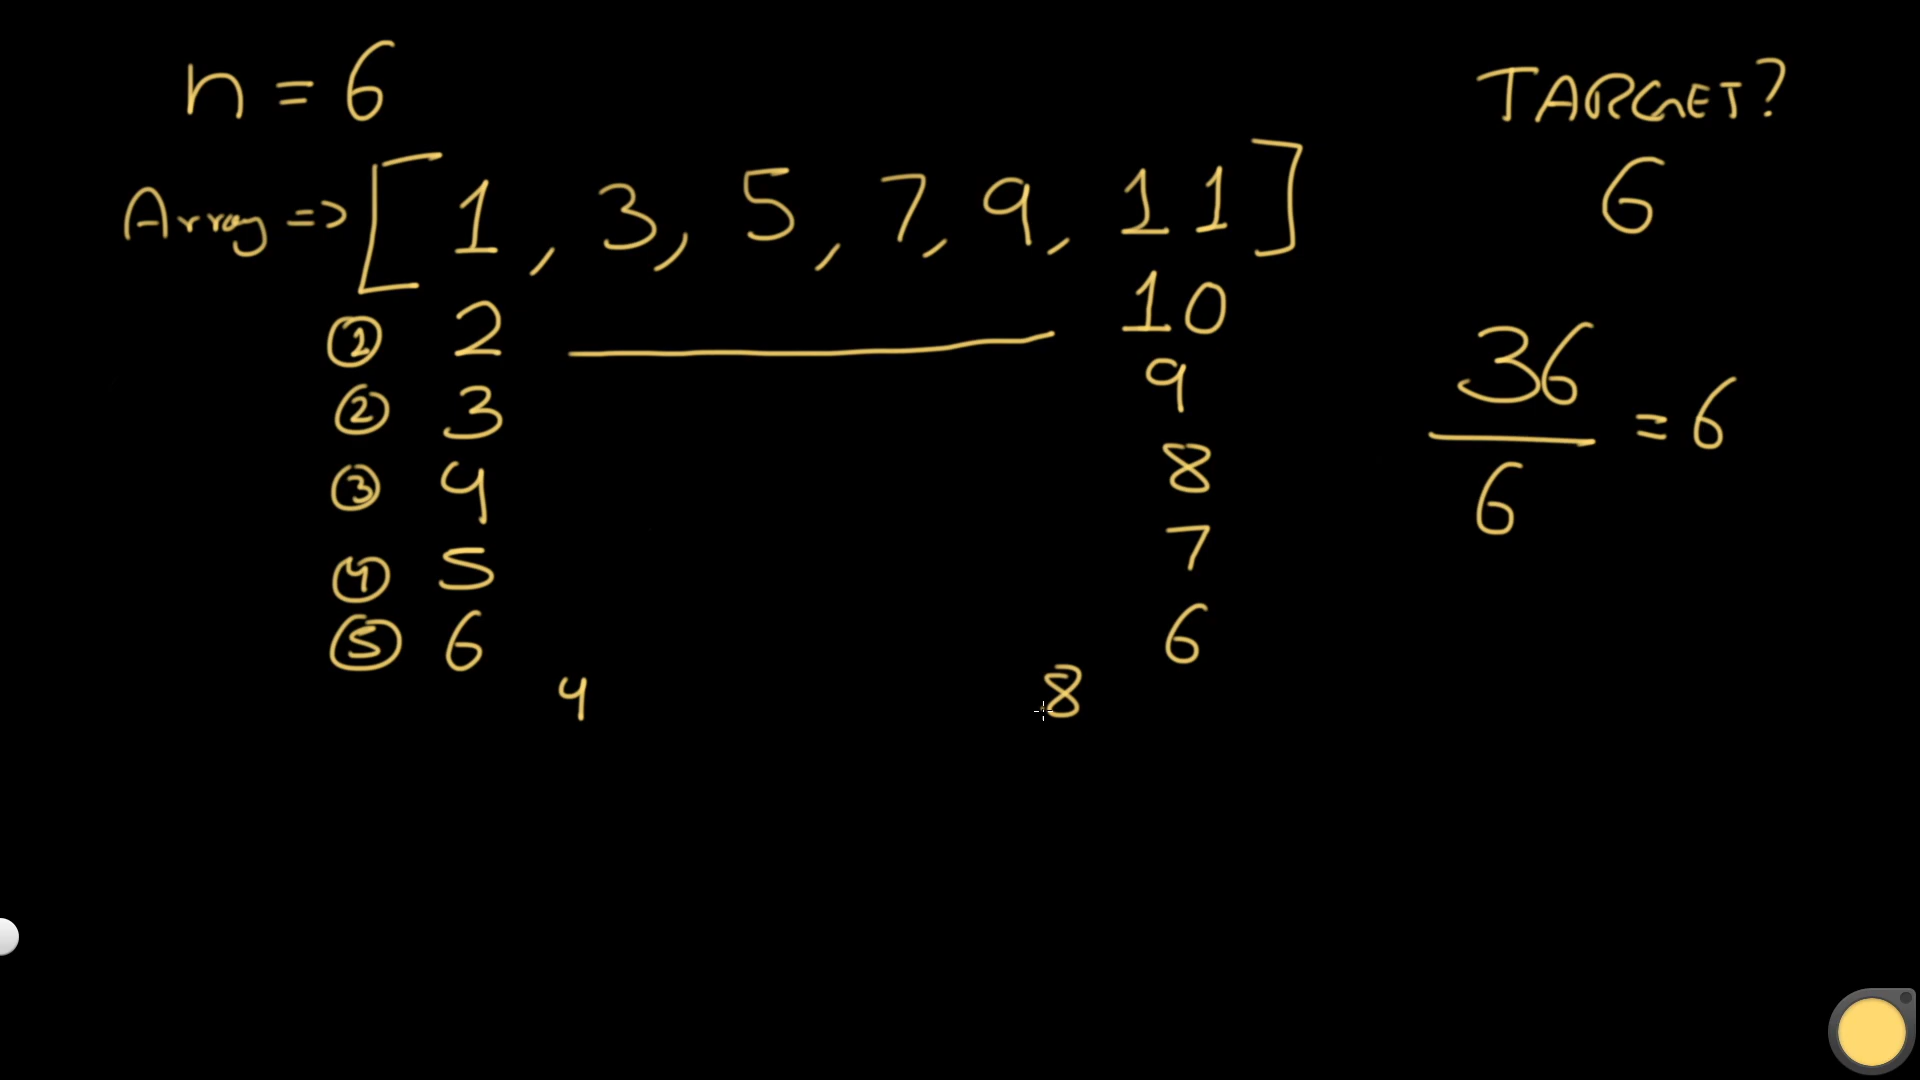 n = 6
TARGET?
6
Array => [1, 3, 5, 7, 9, 11]
① 2 10
② 3 9
③ 4 8
④ 5 7
⑤ 6 6
4 8
36
6
= 6